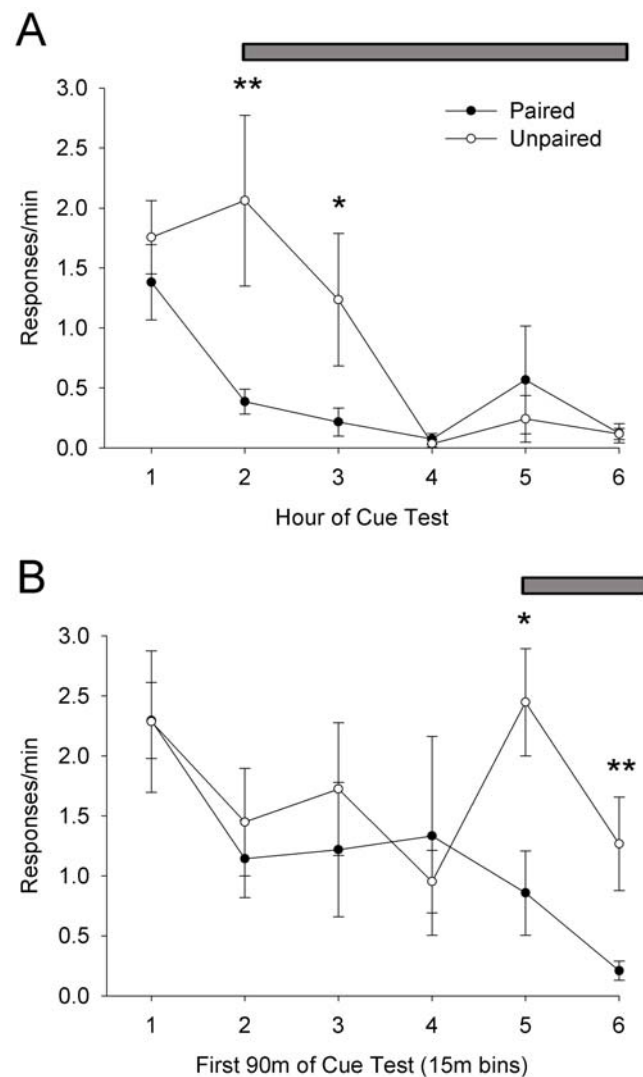 A
**
3.0
Paired
2.5
Unpaired
*
2.0
1.5
1.0
0.5
0.0
Responses/min
1 2 3 4 5 6
Hour of Cue Test
B
3.0
*
2.5
**
2.0
1.5
1.0
0.5
0.0
Responses/min
1 2 3 4 5 6
First 90m of Cue Test (15m bins)